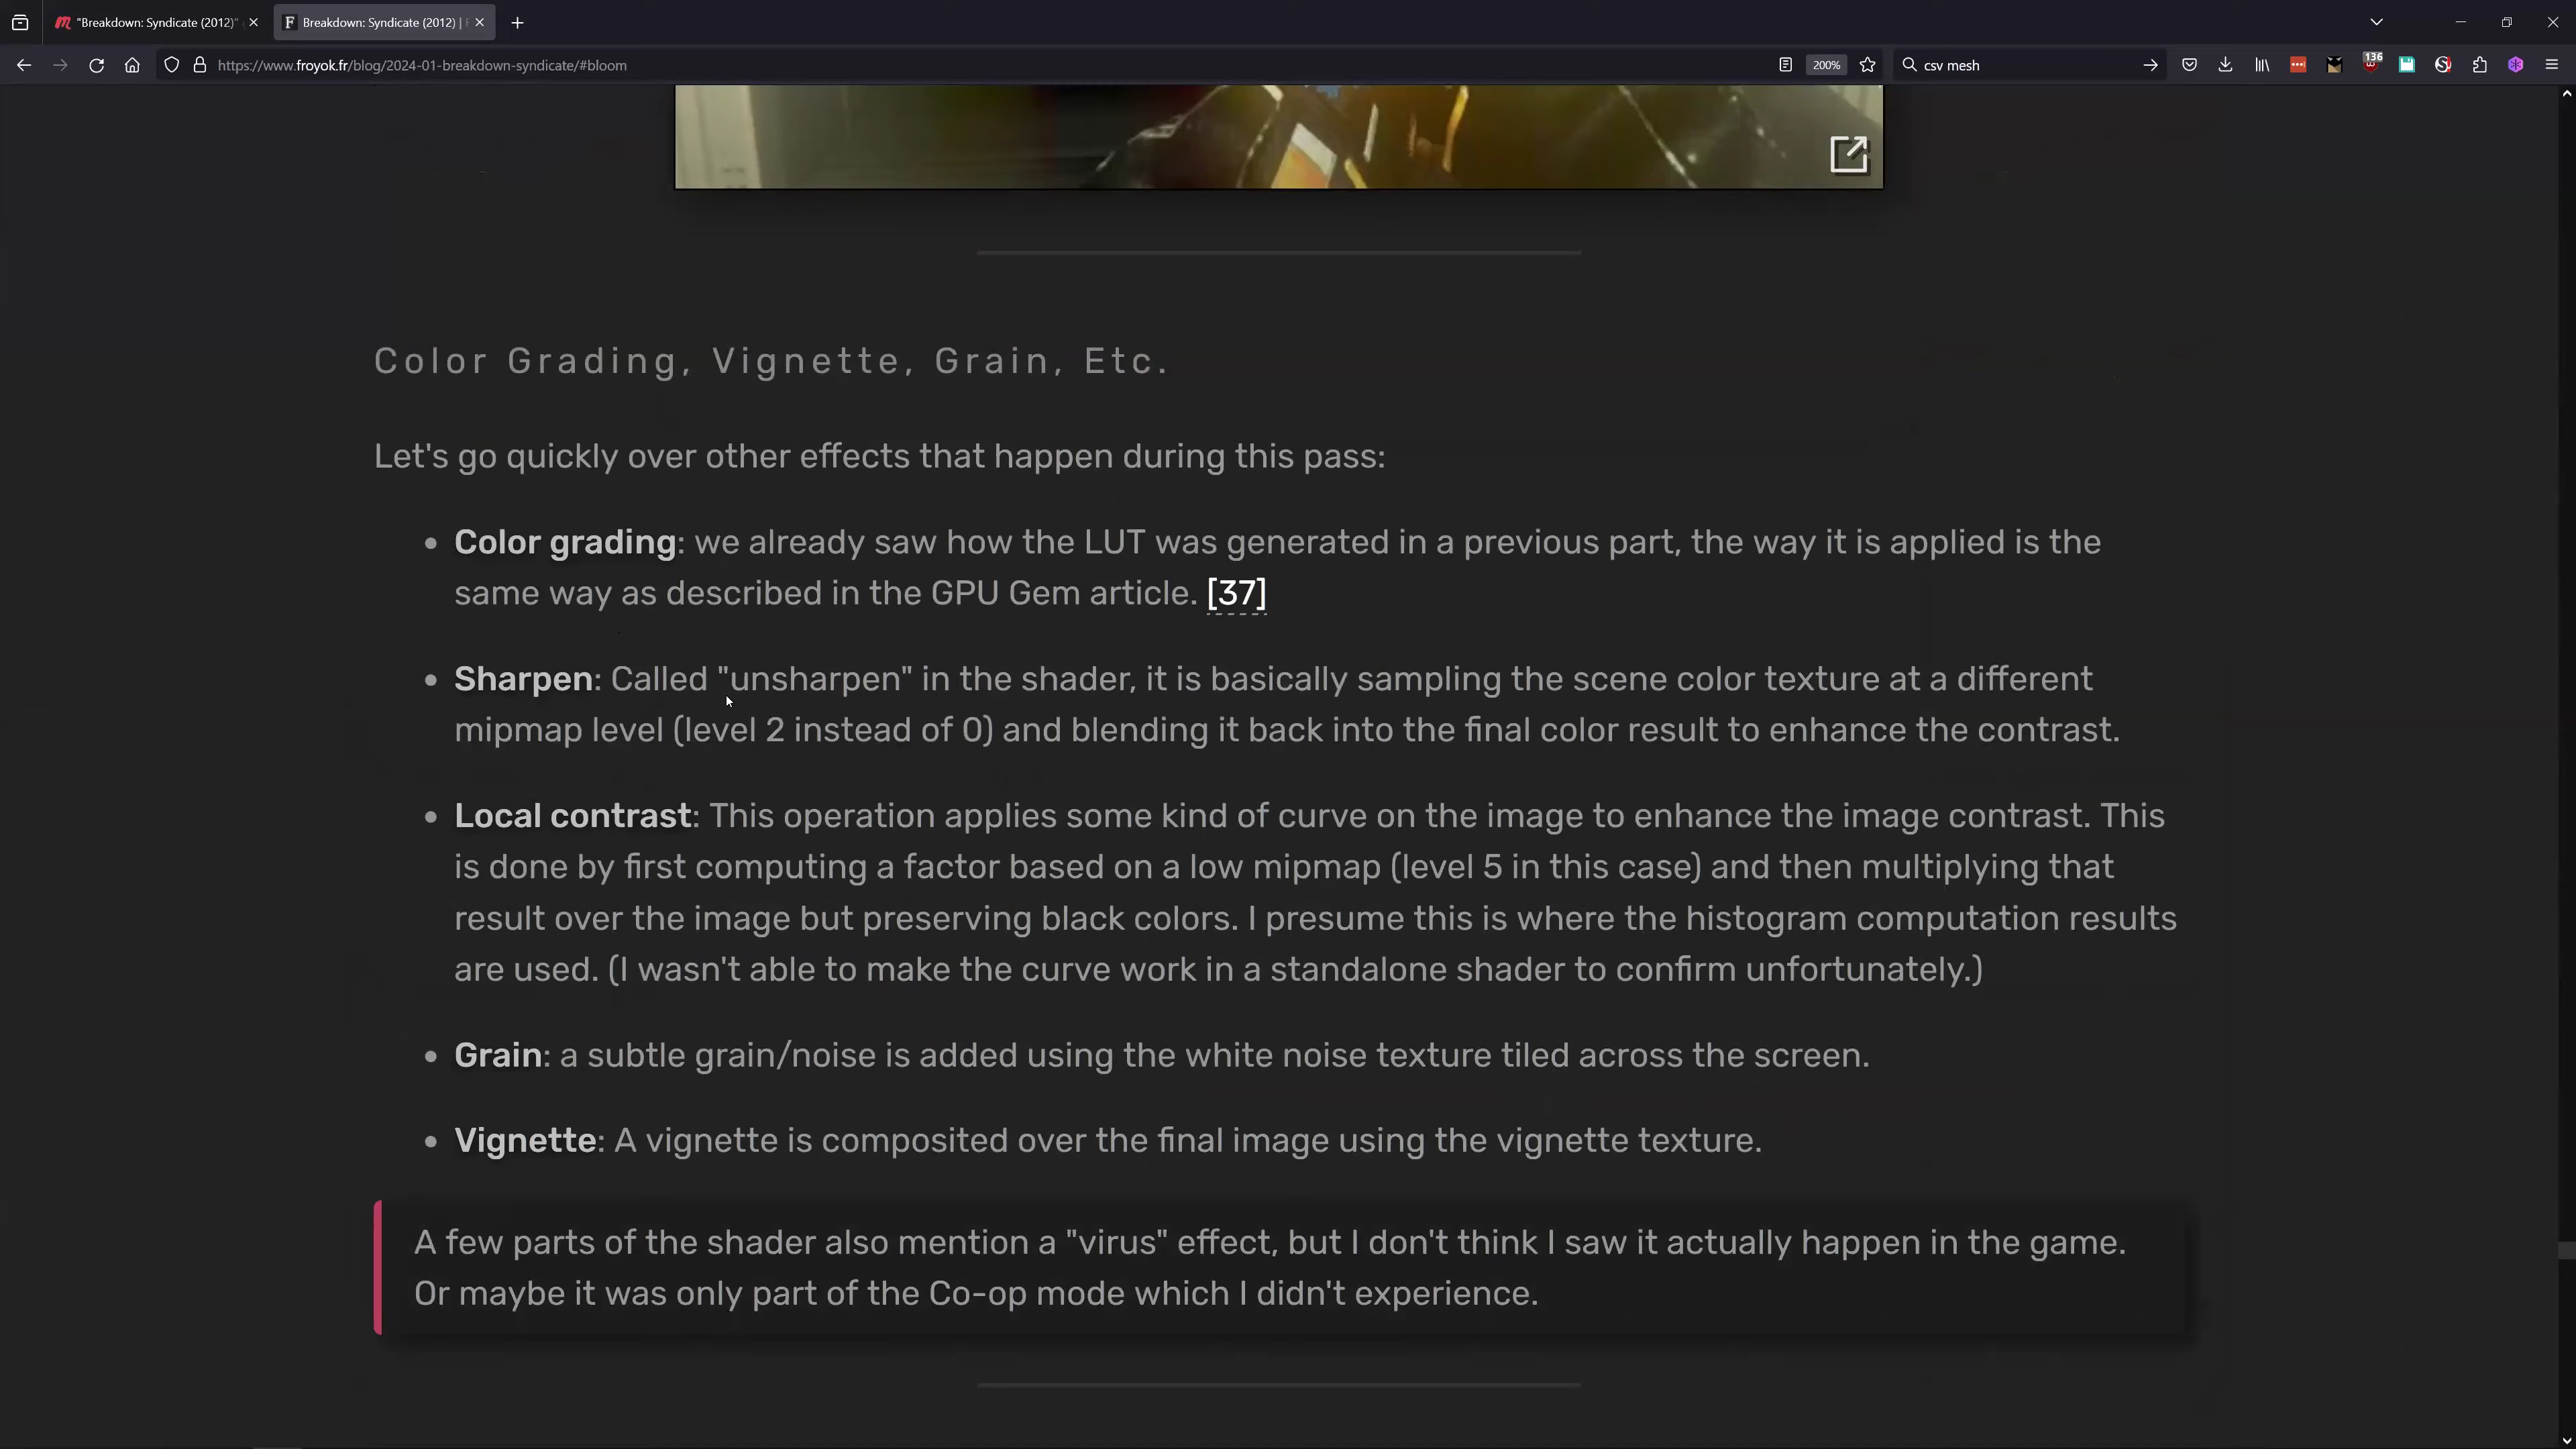 "Breakdown: Syndicate (2012)"
Breakdown: Syndicate (2012) |
https://www.froyok.fr/blog/2024-01-breakdown-syndicate/#bloom
200%
csv mesh
136
Color Grading, Vignette, Grain, Etc.
Let's go quickly over other effects that happen during this pass:
Color grading: we already saw how the LUT was generated in a previous part, the way it is applied is the
same way as described in the GPU Gem article. [37]
Sharpen: Called "unsharpen" in the shader, it is basically sampling the scene color texture at a different
mipmap level (level 2 instead of 0) and blending it back into the final color result to enhance the contrast.
Local contrast: This operation applies some kind of curve on the image to enhance the image contrast. This
is done by first computing a factor based on a low mipmap (level 5 in this case) and then multiplying that
result over the image but preserving black colors. I presume this is where the histogram computation results
are used. (I wasn't able to make the curve work in a standalone shader to confirm unfortunately.)
Grain: a subtle grain/noise is added using the white noise texture tiled across the screen.
Vignette: A vignette is composited over the final image using the vignette texture.
A few parts of the shader also mention a "virus" effect, but I don't think I saw it actually happen in the game.
Or maybe it was only part of the Co-op mode which I didn't experience.